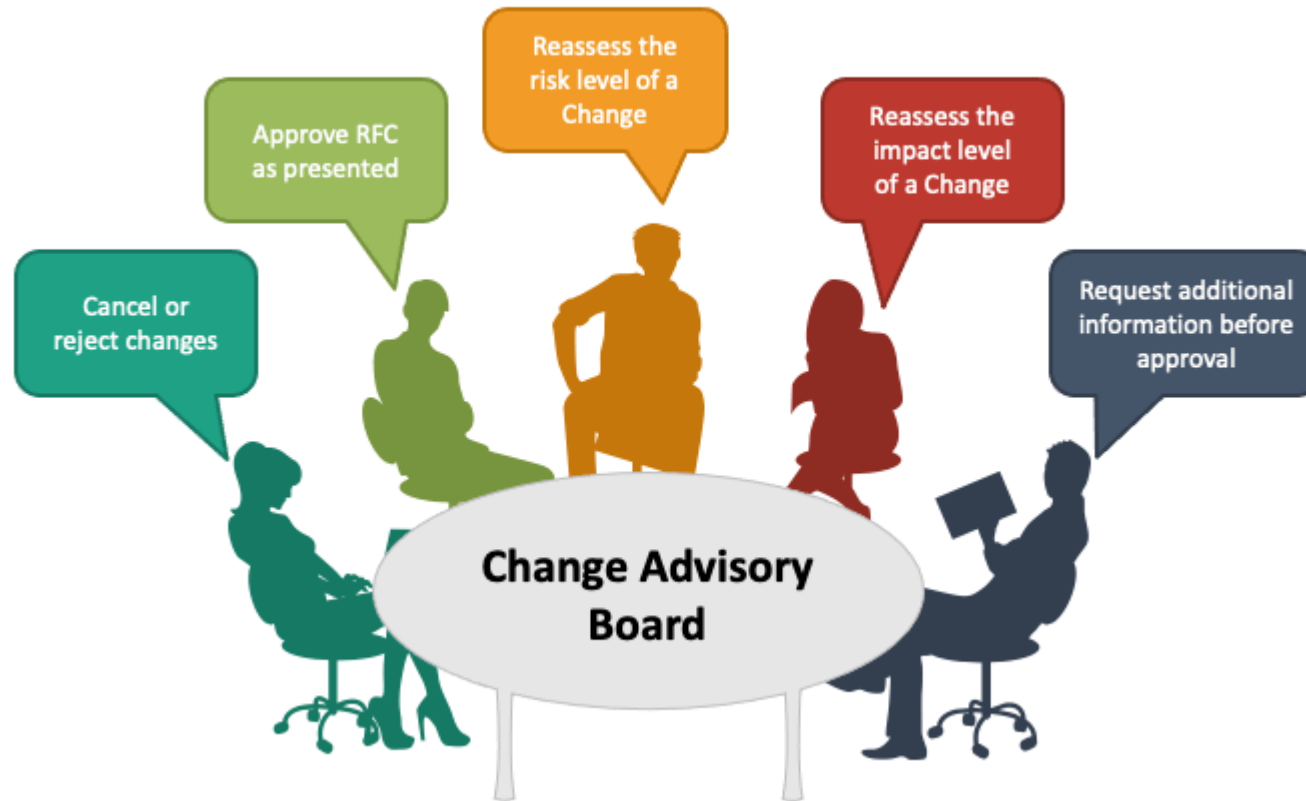 Reassess the
risk level of a
Change
Approve RFC
as presented
Reassess the
impact level
of a Change
Cancel or
reject changes
Request additional
information before
approval
Change Advisory
Board